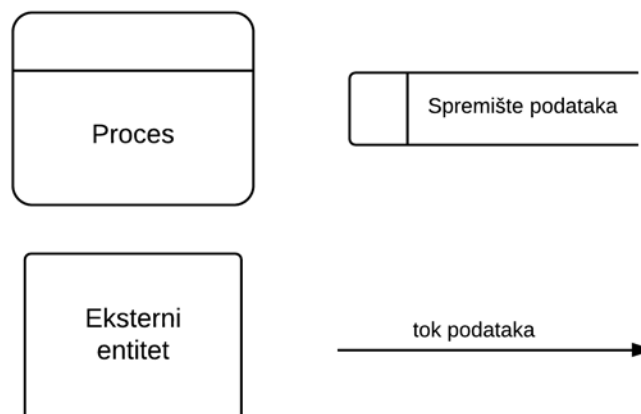 Proces
Spremište podataka
Eksterni
entitet
tok podataka